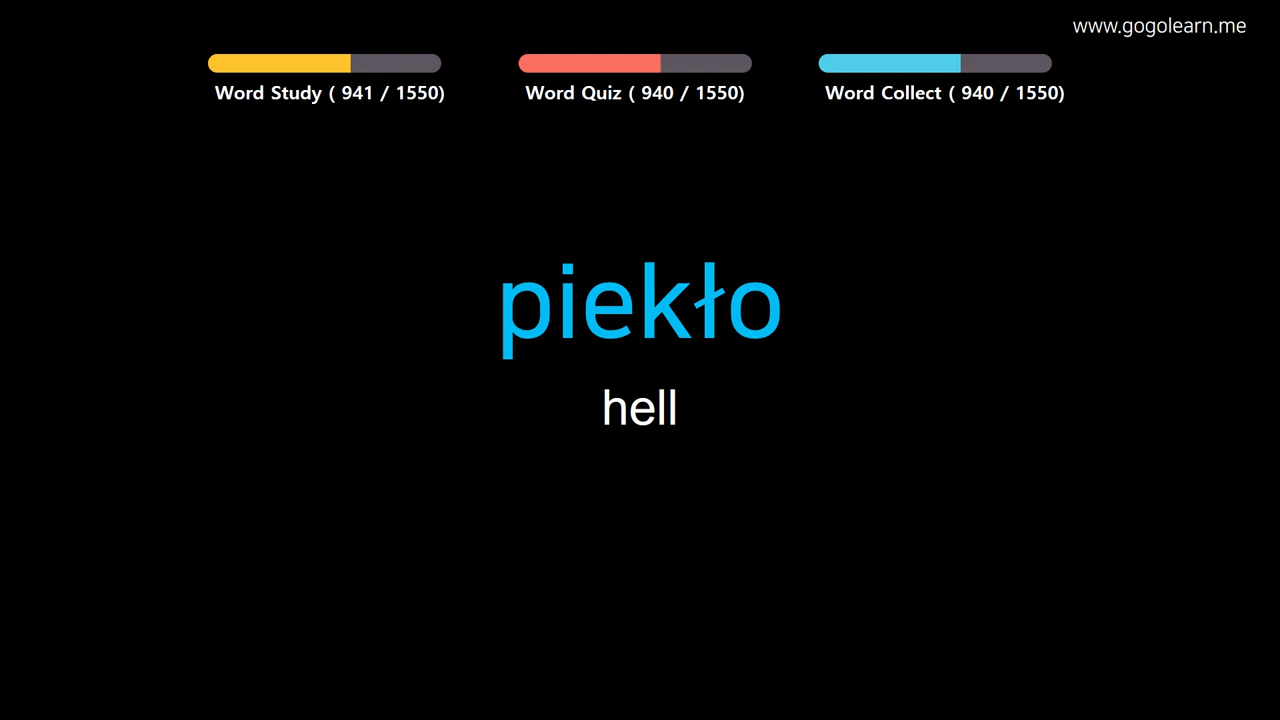 www.gogolearn.me
Word Study ( 941 / 1550)
Word Quiz ( 940 / 1550)
Word Collect ( 940 / 1550)
piekło
hell